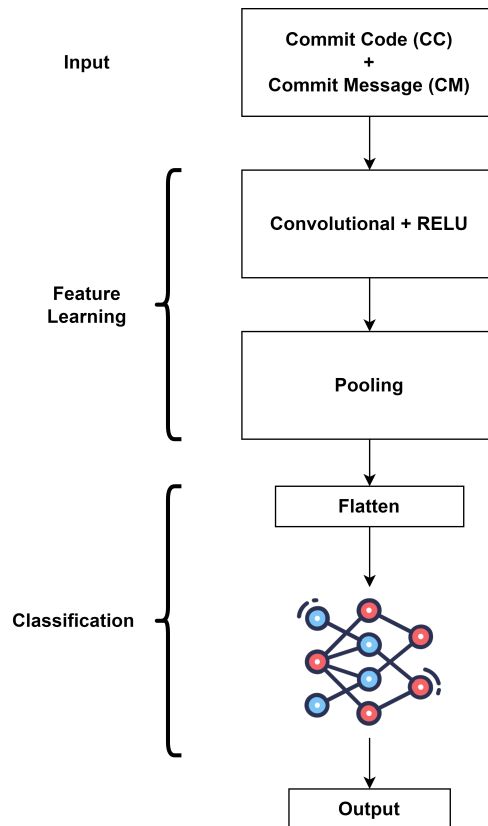 Input
Commit Code (CC)
+
Commit Message (CM)
Feature
Learning
Convolutional + RELU
Pooling
Classification
Flatten
Output